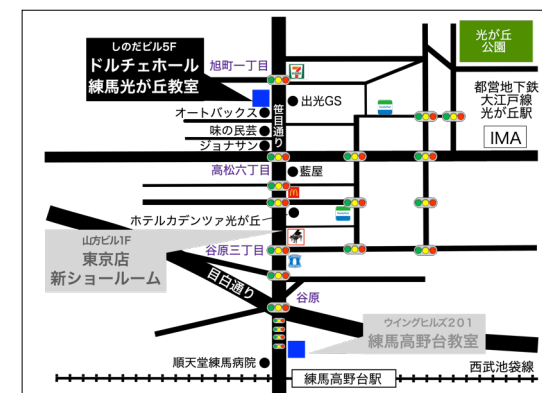 しのだビル5F
ドルチェホール
練馬光が丘教室
旭町一丁目
光が丘
公園
出光GS
都営地下鉄
大江戸線
光が丘駅
IMA
オートバックス
味の民芸
ジョナサン
笹目通り
高松六丁目
藍屋
ホテルカデンツァ光が丘
山方ビル1F
東京店
新ショールーム
谷原三丁目
目白通り
谷原
ウイングヒルズ201
練馬高野台教室
順天堂練馬病院
練馬高野台駅
西武池袋線